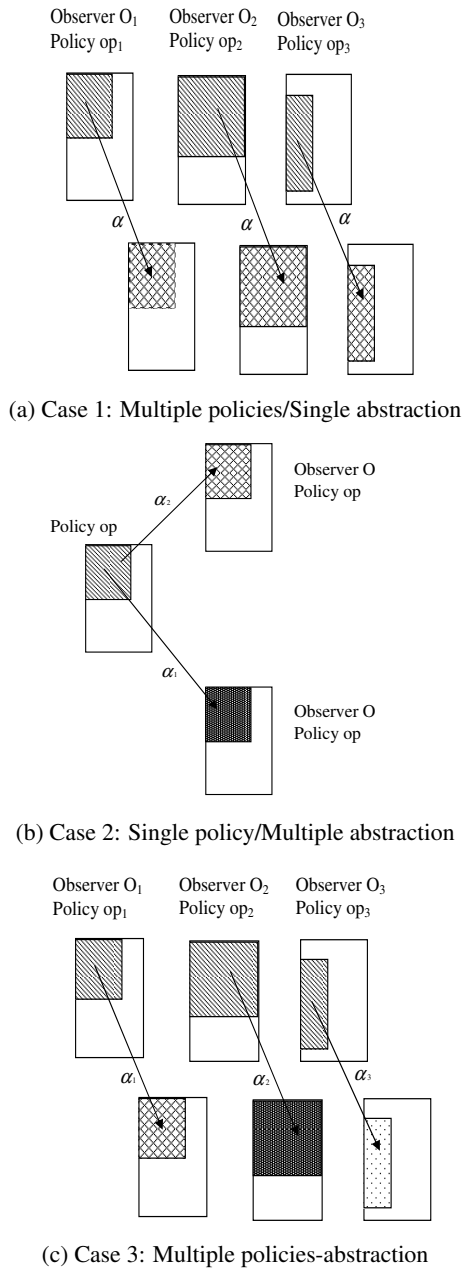 Observer O₁ Observer O₂ Observer O₃
Policy op₁ Policy op₂ Policy op₃
α α α
(a) Case 1: Multiple policies/Single abstraction
Observer O
Policy op
α₂
Policy op
α₁
Observer O
Policy op
(b) Case 2: Single policy/Multiple abstraction
Observer O₁ Observer O₂ Observer O₃
Policy op₁ Policy op₂ Policy op₃
α₁ α₂ α₃
(c) Case 3: Multiple policies-abstraction